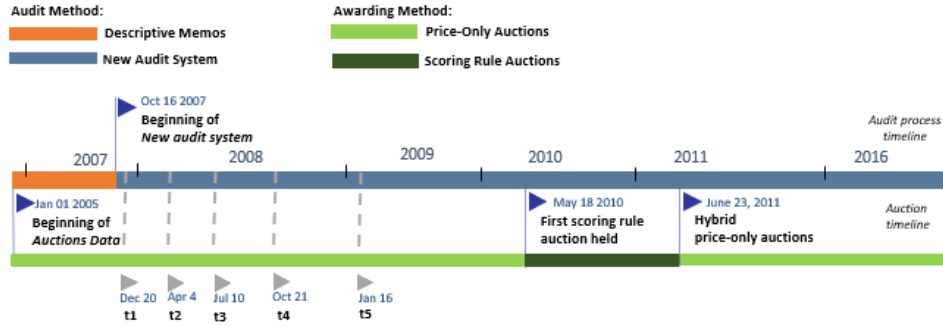 Audit Method:
Awarding Method:
Descriptive Memos
Price-Only Auctions
New Audit System
Scoring Rule Auctions
Oct 16 2007
Beginning of
New audit system
Audit process
timeline
2007
2008
2009
2010
2011
2016
Jan 01 2005
Beginning of
Auctions Data
May 18 2010
First scoring rule
auction held
June 23, 2011
Hybrid
price-only auctions
Auction
timeline
Dec 20
t1
Apr 4
t2
Jul 10
t3
Oct 21
t4
Jan 16
t5